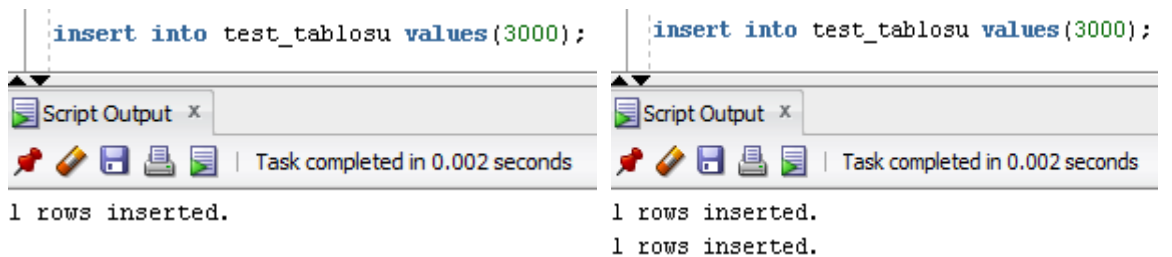 insert into test_tablosu values(3000);
Script Output x
Task completed in 0.002 seconds
1 rows inserted.
insert into test_tablosu values(3000);
Script Output x
Task completed in 0.002 seconds
1 rows inserted.
1 rows inserted.